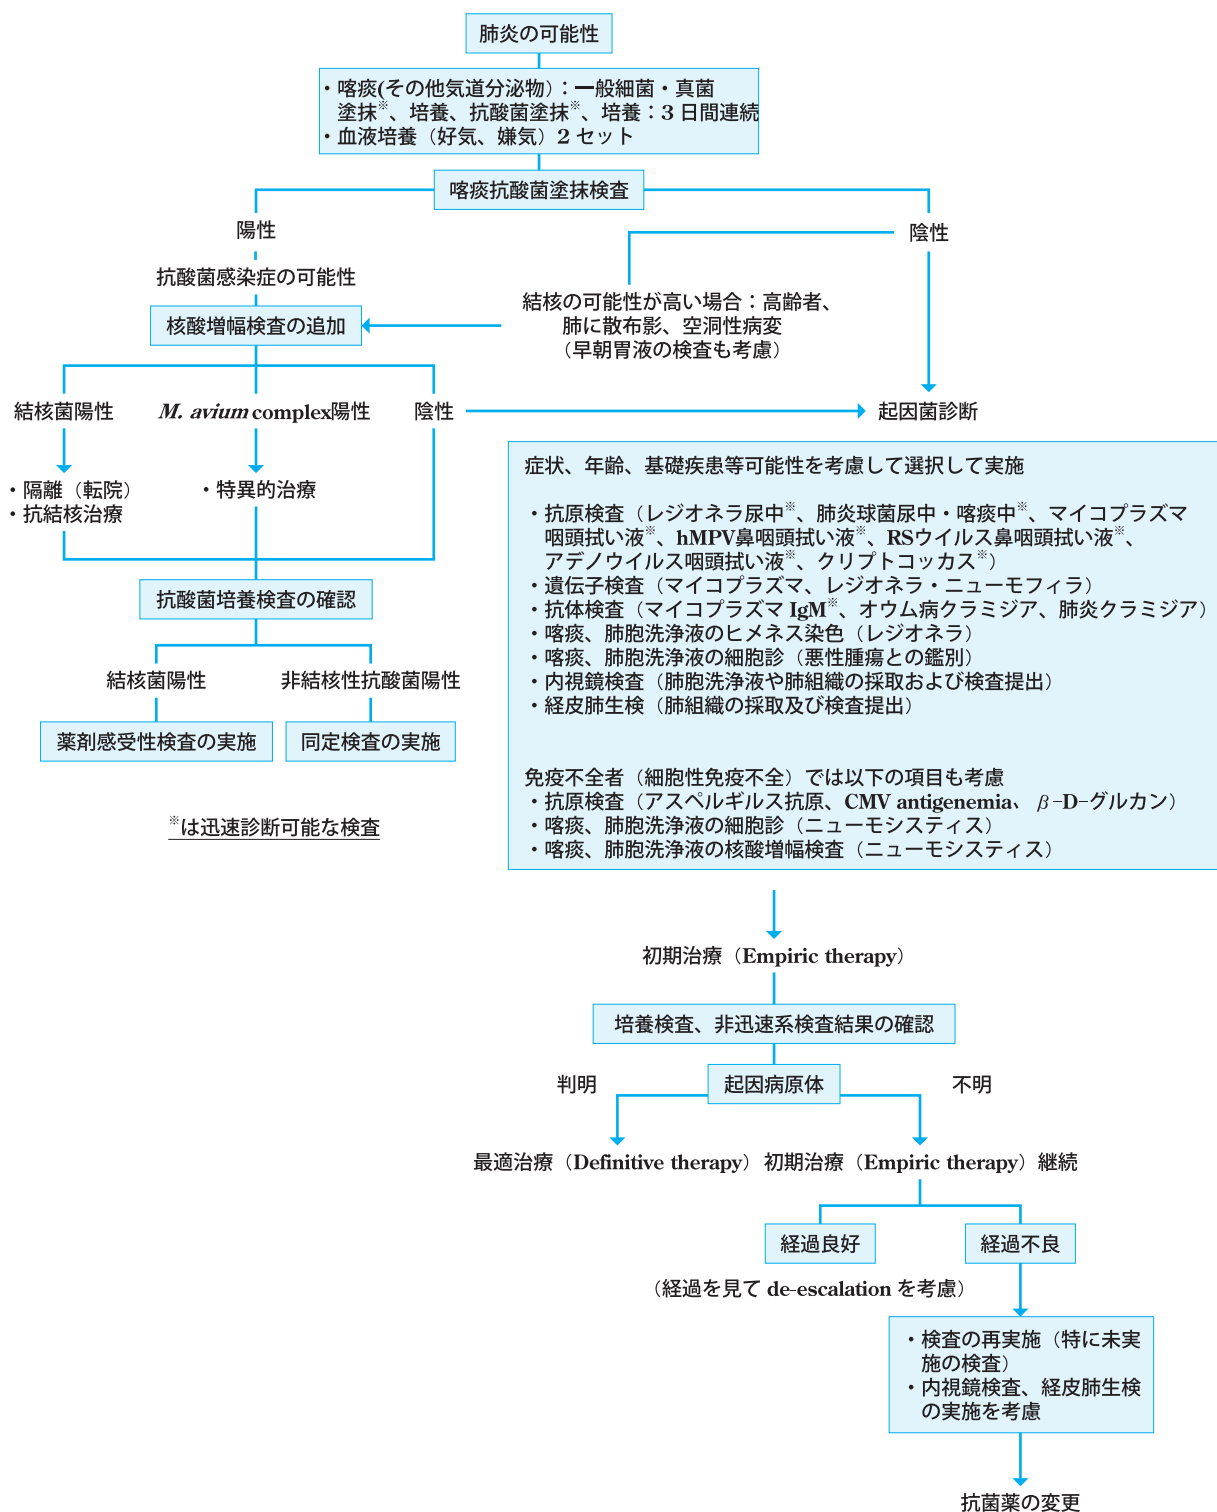 肺炎の可能性
・喀痰(その他気道分泌物）：一般細菌・真菌
塗抹※、培養、抗酸菌塗抹※、培養：3 日間連続
・血液培養（好気、嫌気）2 セット
喀痰抗酸菌塗抹検査
陽性
陰性
抗酸菌感染症の可能性
結核の可能性が高い場合：高齢者、
肺に散布影、空洞性病変
（早朝胃液の検査も考慮）
核酸増幅検査の追加
結核菌陽性
M. avium complex陽性
陰性
起因菌診断
・隔離（転院）
・抗結核治療
・特異的治療
抗酸菌培養検査の確認
結核菌陽性
非結核性抗酸菌陽性
薬剤感受性検査の実施
同定検査の実施
※は迅速診断可能な検査
症状、年齢、基礎疾患等可能性を考慮して選択して実施
・抗原検査（レジオネラ尿中※、肺炎球菌尿中・喀痰中※、マイコプラズマ
咽頭拭い液※、hMPV鼻咽頭拭い液※、RSウイルス鼻咽頭拭い液※、
アデノウイルス咽頭拭い液※、クリプトコッカス※）
・遺伝子検査（マイコプラズマ、レジオネラ・ニューモフィラ）
・抗体検査（マイコプラズマ IgM※、オウム病クラミジア、肺炎クラミジア）
・喀痰、肺胞洗浄液のヒメネス染色（レジオネラ）
・喀痰、肺胞洗浄液の細胞診（悪性腫瘍との鑑別）
・内視鏡検査（肺胞洗浄液や肺組織の採取および検査提出）
・経皮肺生検（肺組織の採取及び検査提出）
免疫不全者（細胞性免疫不全）では以下の項目も考慮
・抗原検査（アスペルギルス抗原、CMV antigenemia、β-D-グルカン）
・喀痰、肺胞洗浄液の細胞診（ニューモシスティス）
・喀痰、肺胞洗浄液の核酸増幅検査（ニューモシスティス）
初期治療（Empiric therapy）
培養検査、非迅速系検査結果の確認
判明
起因病原体
不明
最適治療（Definitive therapy）
初期治療（Empiric therapy）継続
経過良好
経過不良
（経過を見て de-escalation を考慮）
・検査の再実施（特に未実
施の検査）
・内視鏡検査、経皮肺生検
の実施を考慮
抗菌薬の変更